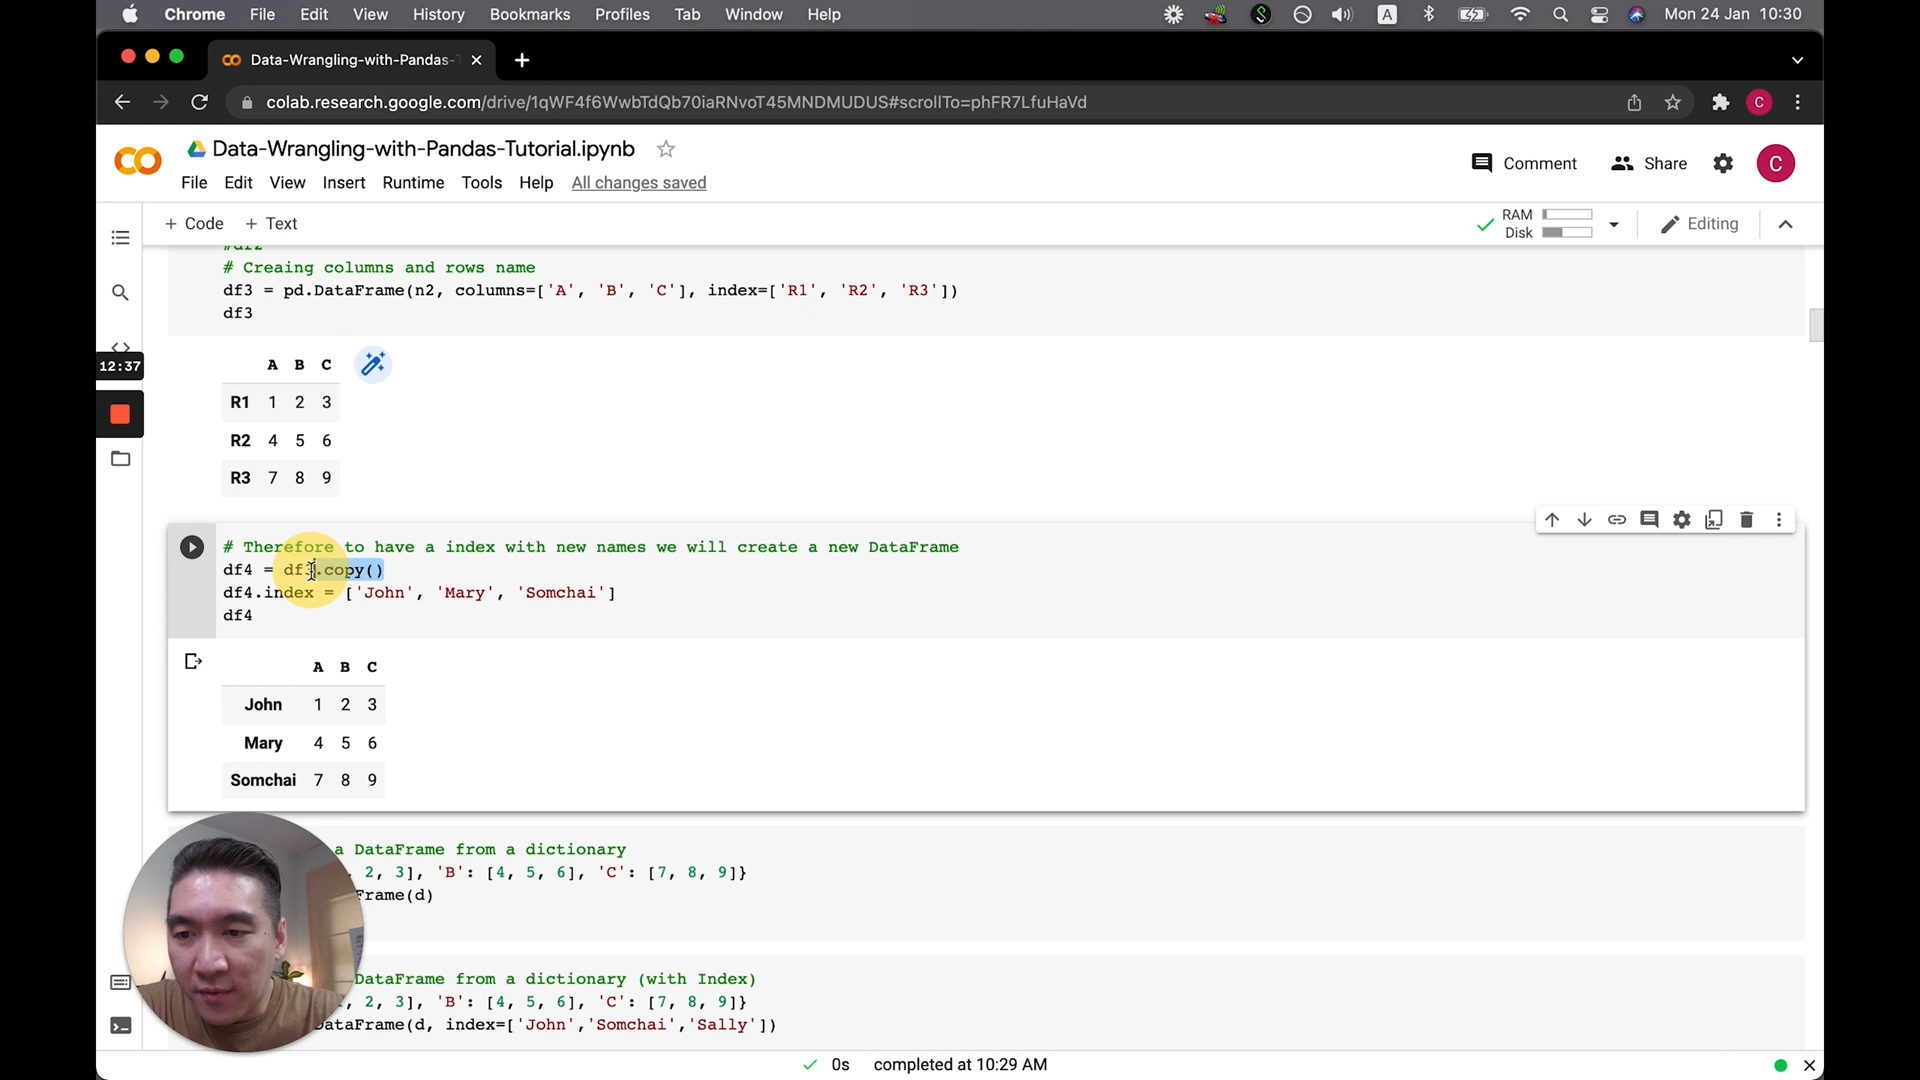 Chrome File Edit View History Bookmarks Profiles Tab Window Help A Mon 24 Jan 10:30
Data-Wrangling-with-Pandas-
colab.research.google.com/drive/1qWF4f6WwbTdQb70iaRNvoT45MNDMUDUS#scrollTo=phFR7LfuHaVd C
Data-Wrangling-with-Pandas-Tutorial.ipynb
Comment Share C
File Edit View Insert Runtime Tools Help All changes saved
+ Code + Text
RAM
Disk
Editing
#df2
# Creaing columns and rows name
df3 = pd.DataFrame(n2, columns=['A', 'B', 'C'], index=['R1', 'R2', 'R3'])
df3
12:37
A B C
R1 1 2 3
R2 4 5 6
R3 7 8 9
# Therefore to have a index with new names we will create a new DataFrame
df4 = df3.copy()
df4.index = ['John', 'Mary', 'Somchai']
df4
A B C
John 1 2 3
Mary 4 5 6
Somchai 7 8 9
a DataFrame from a dictionary
, 2, 3], 'B': [4, 5, 6], 'C': [7, 8, 9]}
Frame(d)
DataFrame from a dictionary (with Index)
, 2, 3], 'B': [4, 5, 6], 'C': [7, 8, 9]}
DataFrame(d, index=['John','Somchai','Sally'])
0s completed at 10:29 AM